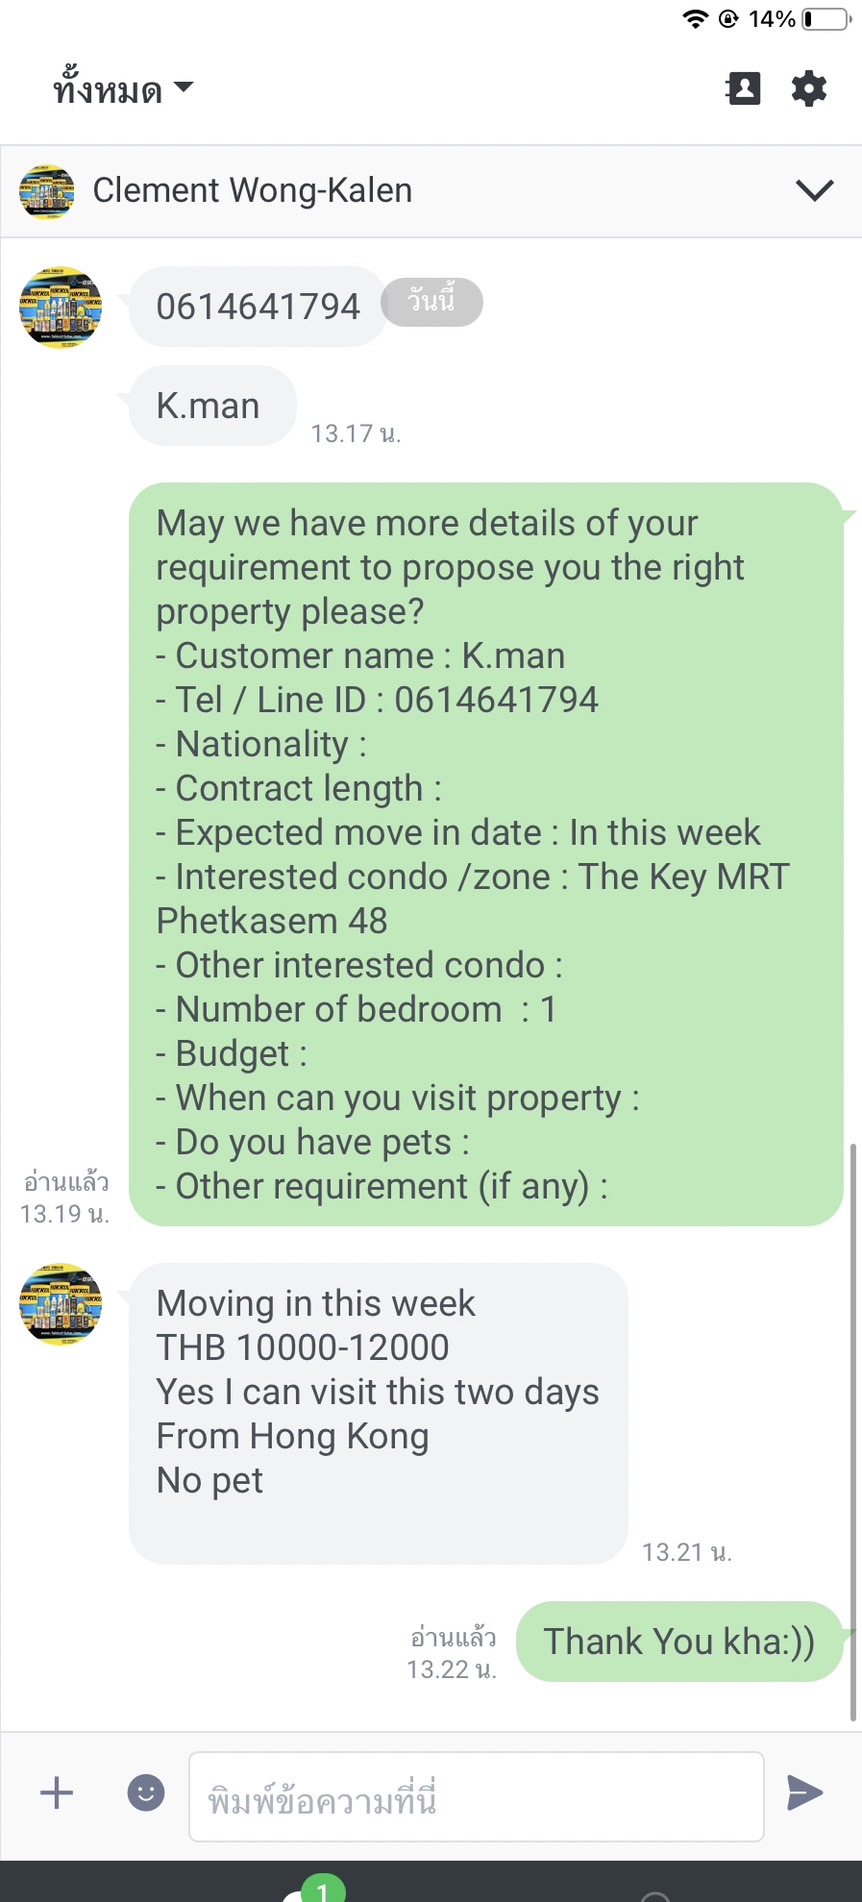 14%
ทั้งหมด
Clement Wong-Kalen
0614641794
วันนี้
K.man
13.17 น.
May we have more details of your
requirement to propose you the right
property please?
- Customer name : K.man
- Tel / Line ID : 0614641794
- Nationality :
- Contract length :
- Expected move in date : In this week
- Interested condo /zone : The Key MRT
Phetkasem 48
- Other interested condo :
- Number of bedroom  : 1
- Budget :
- When can you visit property :
- Do you have pets :
- Other requirement (if any) :
อ่านแล้ว
13.19 น.
Moving in this week
THB 10000-12000
Yes I can visit this two days
From Hong Kong
No pet
13.21 น.
Thank You kha:))
อ่านแล้ว
13.22 น.
พิมพ์ข้อความที่นี่
1